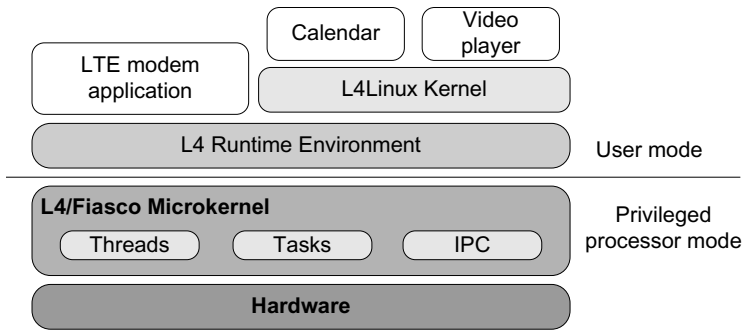 Calendar
Video
player
LTE modem
application
L4Linux Kernel
L4 Runtime Environment
User mode
L4/Fiasco Microkernel
Threads
Tasks
IPC
Privileged
processor mode
Hardware